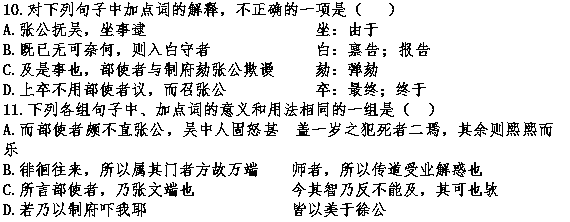 10.对下列句子中加点词的解释，不正确的一项是（　　）
A.张公抚吴，坐事逮　　坐：由于
B.既已无可奈何，则入白守者　　白：禀告；报告
C.及是事也，部使者与制府劾张公欺谩　　劾：弹劾
D.上卒不用部使者议，而召张公　　卒：最终；终于
11.下列各组句子中、加点词的意义和用法相同的一组是（　）
A.而部使者颇不直张公，吴中人固怒甚　盖一岁之犯死者二焉，其余则熙熙而
乐
B.徘徊往来，所以属其门者方故万端　　师者，所以传道受业解惑也
C.所言部使者，乃张文端也　　今其智乃反不能及，其可也欤
D.若乃以制府吓我耶　　皆以美于徐公